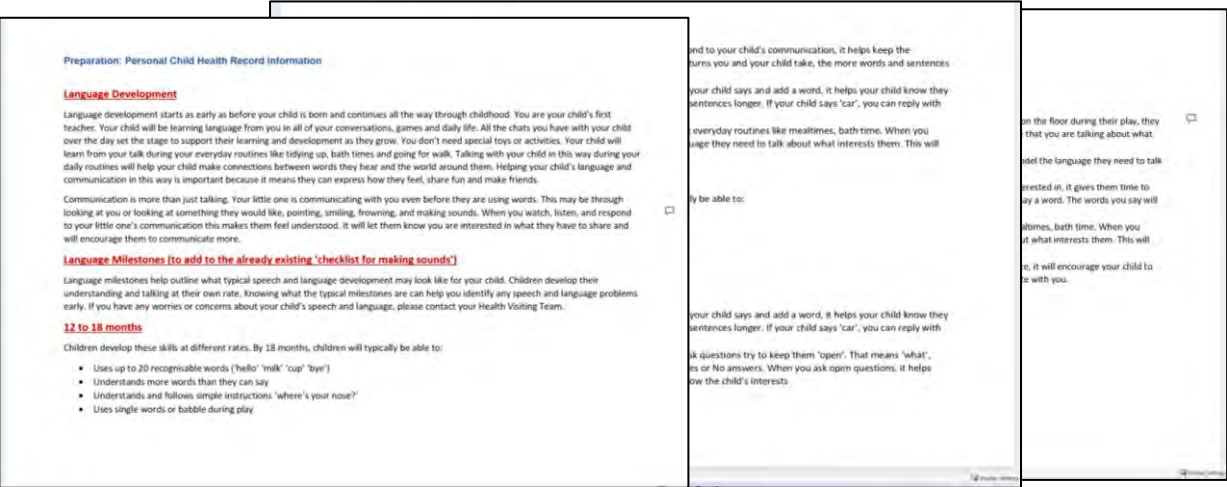 Preparation: Personal Child Health Record Information
Language Development
Language development starts as early as before your child is born and continues all the way through childhood. You are your child's first
teacher. Your child will be learning language from you in all of your conversations, games and daily life. All the chats you have with your child
over the day set the stage to support their learning and development as they grow. You don't need special toys or activities. Your child will
learn from your talk during your everyday routines like tidying up, bath times and going for walk. Talking with your child in this way during your
daily routines will help your child make connections between words they hear and the world around them. Helping your child's language and
communication in this way is important because it means they can express how they feel, share fun and make friends.
Communication is more than just talking. Your little one is communicating with you even before they are using words. This may be through
looking at you or looking at something they would like, pointing, smiling, frowning, and making sounds. When you watch, listen, and respond
to your little one's communication this makes them feel understood. It will let them know you are interested in what they have to share and
will encourage them to communicate more.
Language Milestones (to add to the already existing 'checklist for making sounds')
Language milestones help outline what typical speech and language development may look like for your child. Children develop their
understanding and talking at their own rate. Knowing what the typical milestones are can help you identify any speech and language problems
early. If you have any worries or concerns about your child's speech and language, please contact your Health Visiting Team.
12 to 18 months
Children develop these skills at different rates. By 18 months, children will typically be able to:
• Uses up to 20 recognisable words ('hello' 'milk' 'cup' 'bye')
• Understands more words than they can say
• Understands and follows simple instructions 'where's your nose?'
• Uses single words or babble during play
ond to your child's communication, it helps keep the
turns you and your child take, the more words and sentences
your child says and add a word, it helps your child know they
sentences longer. If your child says 'car', you can reply with
everyday routines like mealtimes, bath time. When you
uage they need to talk about what interests them. This will
ly be able to:
your child says and add a word, it helps your child know they
sentences longer. If your child says 'car', you can reply with
sk questions try to keep them 'open'. That means 'what',
es or No answers. When you ask open questions, it helps
ow the child's interests
on the floor during their play, they
that you are talking about what
odel the language they need to talk
erested in, it gives them time to
ay a word. The words you say will
altimes, bath time. When you
ut what interests them. This will
ce, it will encourage your child to
te with you.